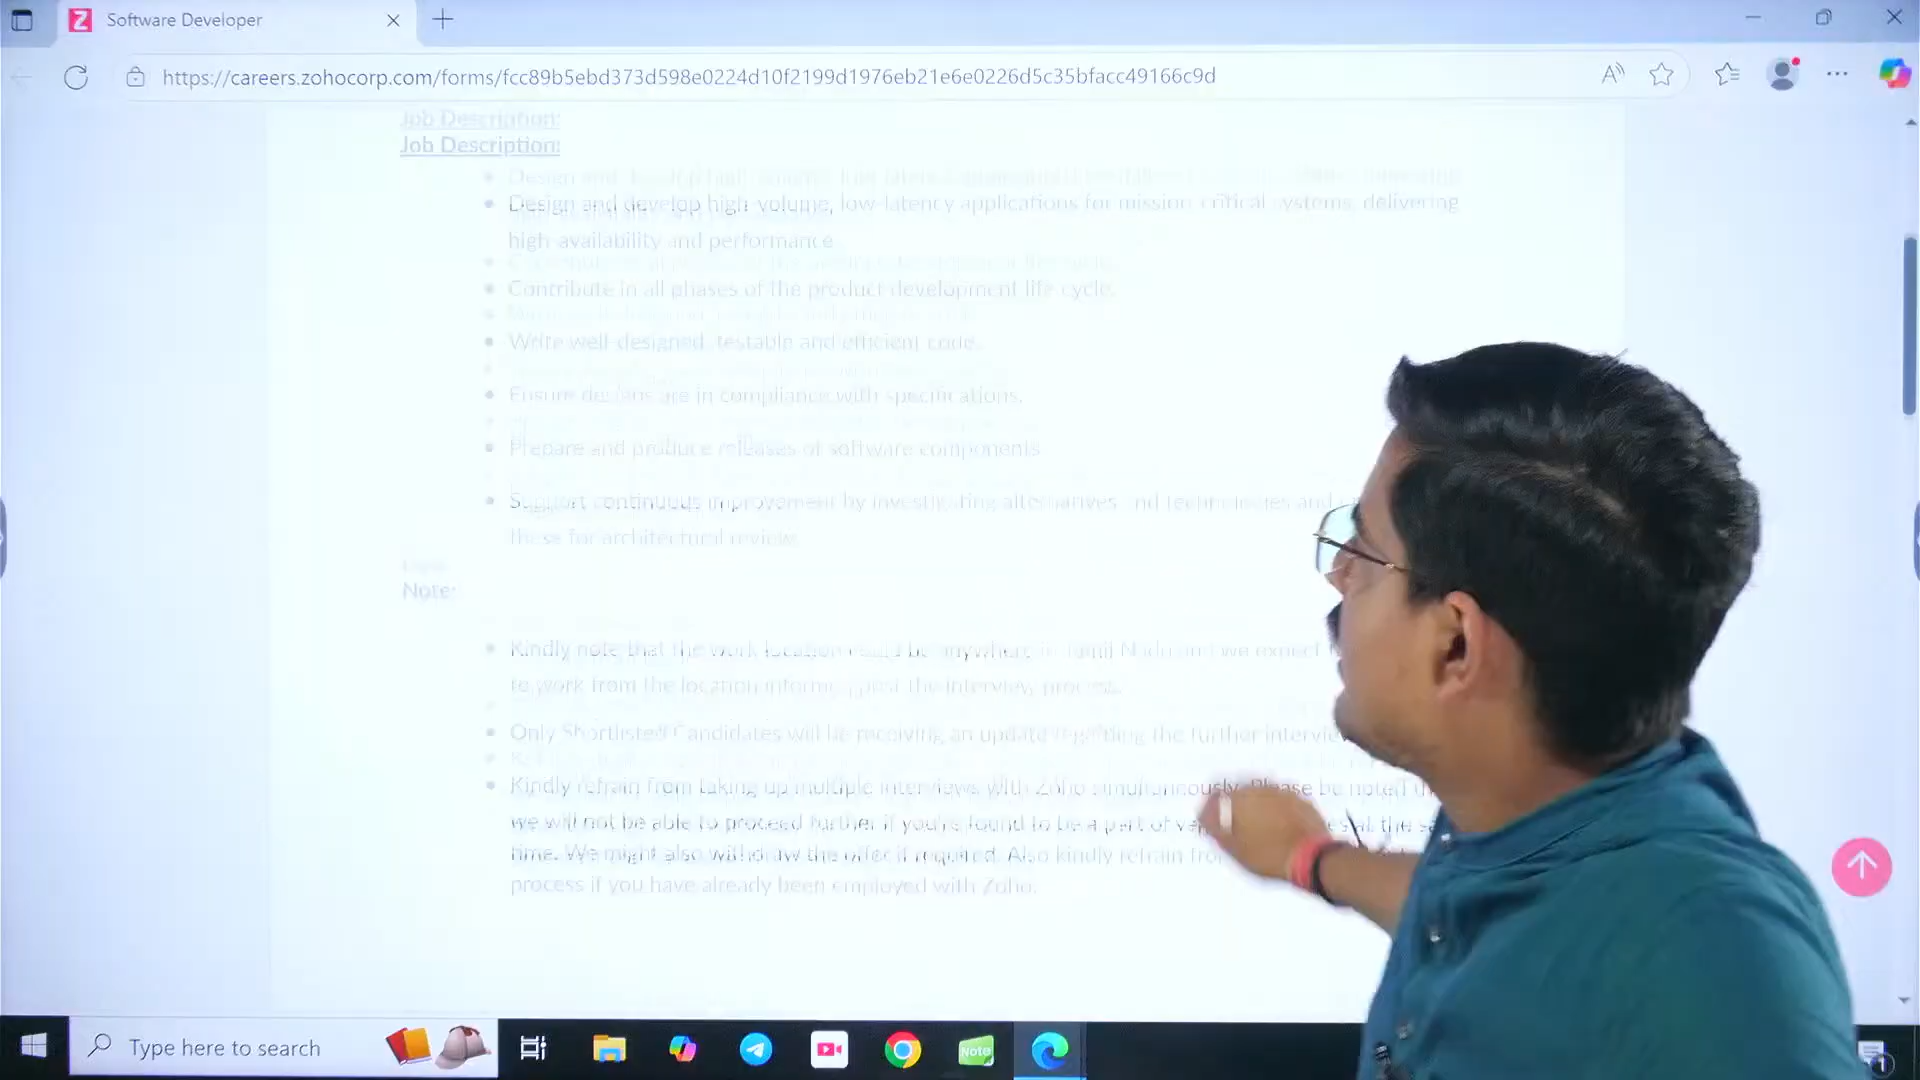 Software Developer
https://careers.zohocorp.com/forms/fcc89b5ebd373d598e0224d10f2199d1976eb21e6e0226d5c35bfacc49166c9d
Job Description:
Job Description:
Design and develop high-volume, low-latency applications for mission critical systems, delivering
high-availability and performance
Contribute in all phases of the product development life cycle.
Write well-designed, testable and efficient code.
Ensure designs are in compliance with specifications.
Prepare and produce releases of software components
Support continuous improvement by investigating alternatives and technologies and
these for architectural review.
Note:
Kindly note that the work location could be anywhere in Tamil Nadu and we expect
to work from the location informed post the interview process.
Only Shortlisted Candidates will be receiving an update regarding the further interview
Kindly refrain from taking up multiple interviews with Zoho simultaneously. Please be noted
we will not be able to proceed further if you're found to be a part of at the
time. We might also withdraw the offer if required. Also kindly refrain
process if you have already been employed with Zoho.
Type here to search
Note
1